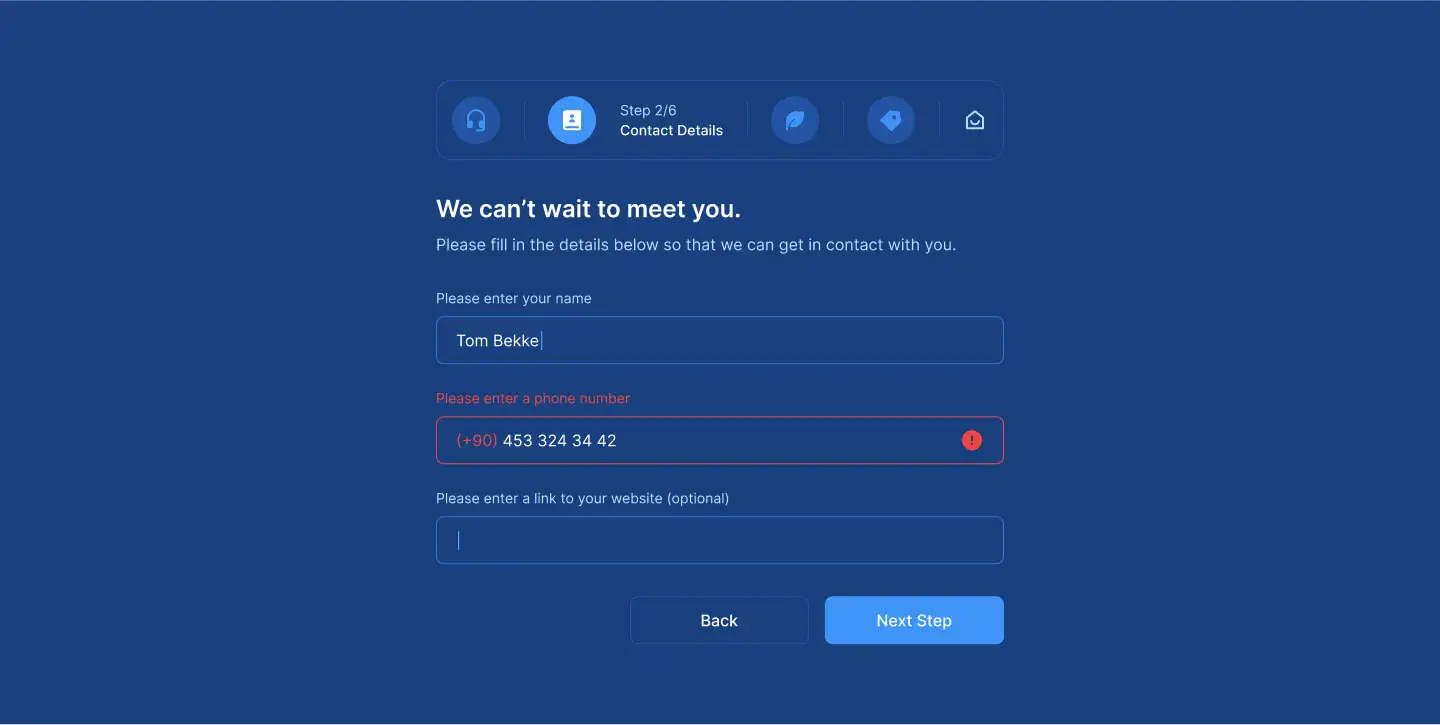 Step 2/6
Contact Details
We can’t wait to meet you.
Please fill in the details below so that we can get in contact with you.
Please enter your name
Tom Bekke
Please enter a phone number
(+90) 453 324 34 42
Please enter a link to your website (optional)
Back
Next Step